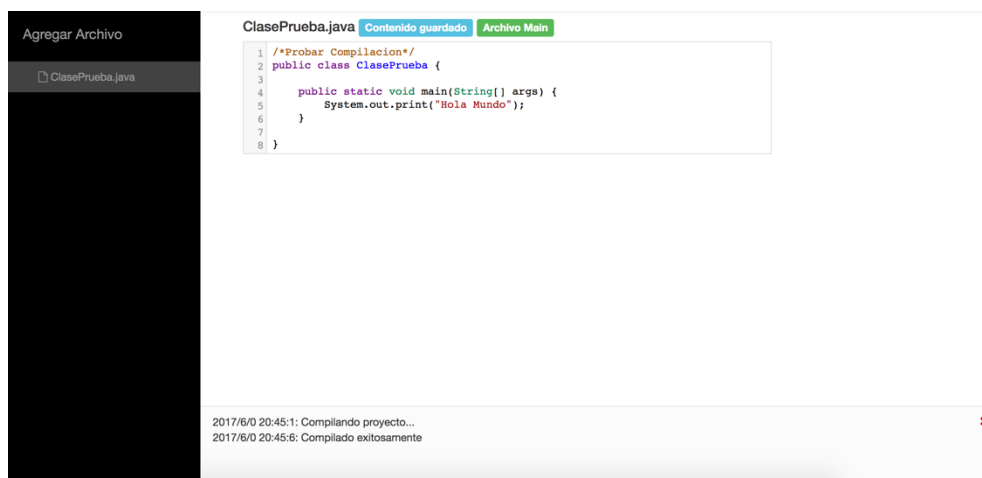 Agregar Archivo
ClasePrueba.java
ClasePrueba.java Contenido guardado Archivo Main
1 /*Probar Compilacion*/
2 public class ClasePrueba {
3
4 public static void main(String[] args) {
5 System.out.print("Hola Mundo");
6 }
7
8 }
2017/6/0 20:45:1: Compilando proyecto...
2017/6/0 20:45:6: Compilado exitosamente